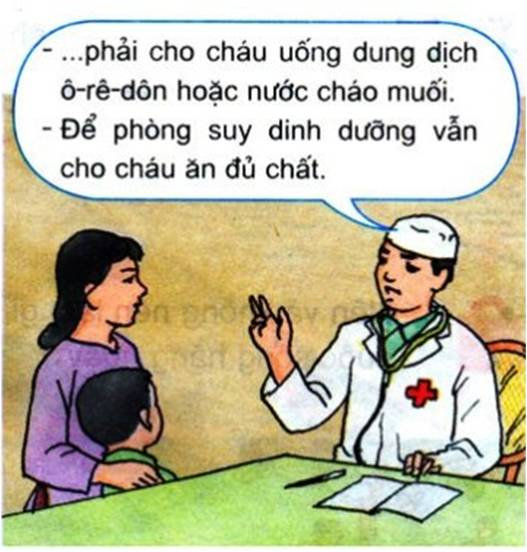 - ...phải cho cháu uống dung dịch
ô-rê-dôn hoặc nước cháo muối.
- Để phòng suy dinh dưỡng vẫn
cho cháu ăn đủ chất.